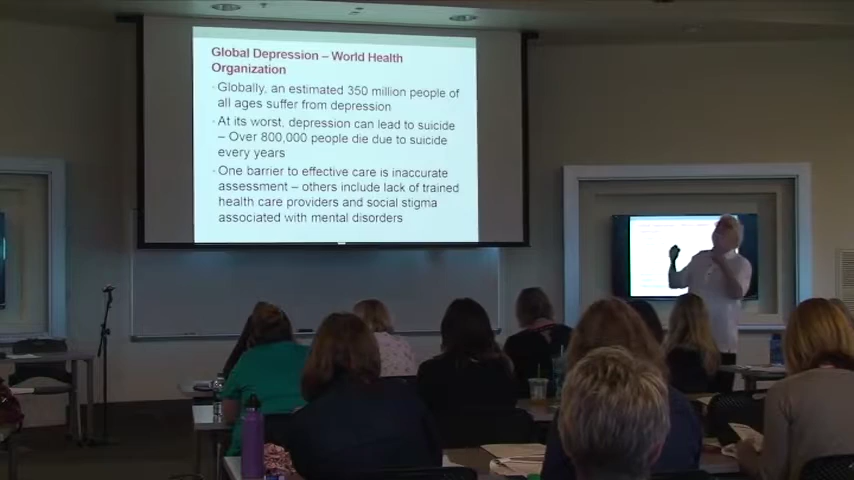 Global Depression – World Health
Organization
Globally, an estimated 350 million people of
all ages suffer from depression
At its worst, depression can lead to suicide
– Over 800,000 people die due to suicide
every years
One barrier to effective care is inaccurate
assessment – others include lack of trained
health care providers and social stigma
associated with mental disorders